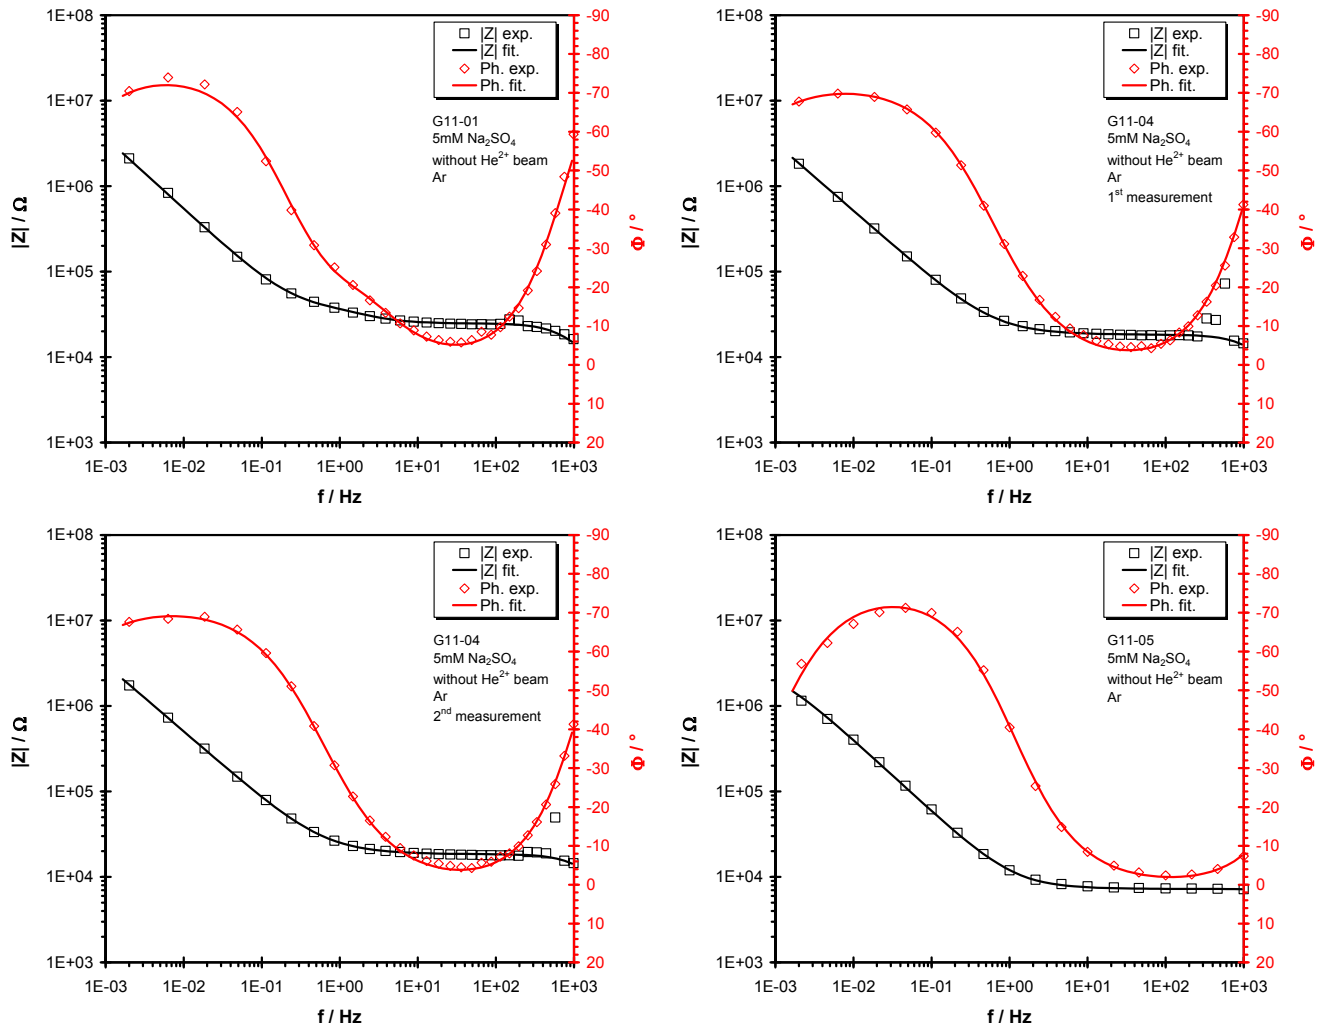 1E+08
1E+07
1E+06
1E+05
1E+04
1E+03
|Z| / Ω
1E-03 1E-02 1E-01 1E+00 1E+01 1E+02 1E+03
f / Hz
-90
-80
-70
-60
-50
-40
-30
-20
-10
0
10
20
Φ / °
|Z| exp.
|Z| fit.
Ph. exp.
Ph. fit.
G11-01
5mM Na₂SO₄
without He²⁺ beam
Ar
1E+08
1E+07
1E+06
1E+05
1E+04
1E+03
|Z| / Ω
1E-03 1E-02 1E-01 1E+00 1E+01 1E+02 1E+03
f / Hz
-90
-80
-70
-60
-50
-40
-30
-20
-10
0
10
20
Φ / °
|Z| exp.
|Z| fit.
Ph. exp.
Ph. fit.
G11-04
5mM Na₂SO₄
without He²⁺ beam
Ar
1ˢᵗ measurement
1E+08
1E+07
1E+06
1E+05
1E+04
1E+03
|Z| / Ω
1E-03 1E-02 1E-01 1E+00 1E+01 1E+02 1E+03
f / Hz
-90
-80
-70
-60
-50
-40
-30
-20
-10
0
10
20
Φ / °
|Z| exp.
|Z| fit.
Ph. exp.
Ph. fit.
G11-04
5mM Na₂SO₄
without He²⁺ beam
Ar
2ⁿᵈ measurement
1E+08
1E+07
1E+06
1E+05
1E+04
1E+03
|Z| / Ω
1E-03 1E-02 1E-01 1E+00 1E+01 1E+02 1E+03
f / Hz
-90
-80
-70
-60
-50
-40
-30
-20
-10
0
10
20
Φ / °
|Z| exp.
|Z| fit.
Ph. exp.
Ph. fit.
G11-05
5mM Na₂SO₄
without He²⁺ beam
Ar